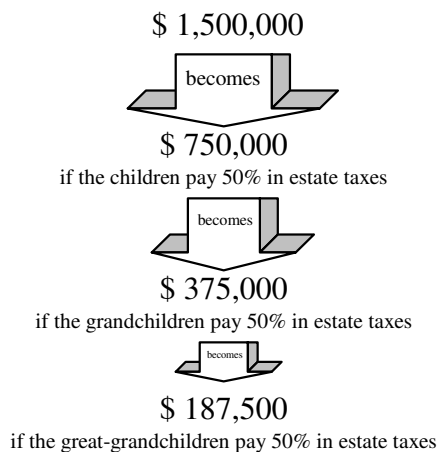 $ 1,500,000
becomes
$ 750,000
if the children pay 50% in estate taxes
becomes
$ 375,000
if the grandchildren pay 50% in estate taxes
becomes
$ 187,500
if the great-grandchildren pay 50% in estate taxes